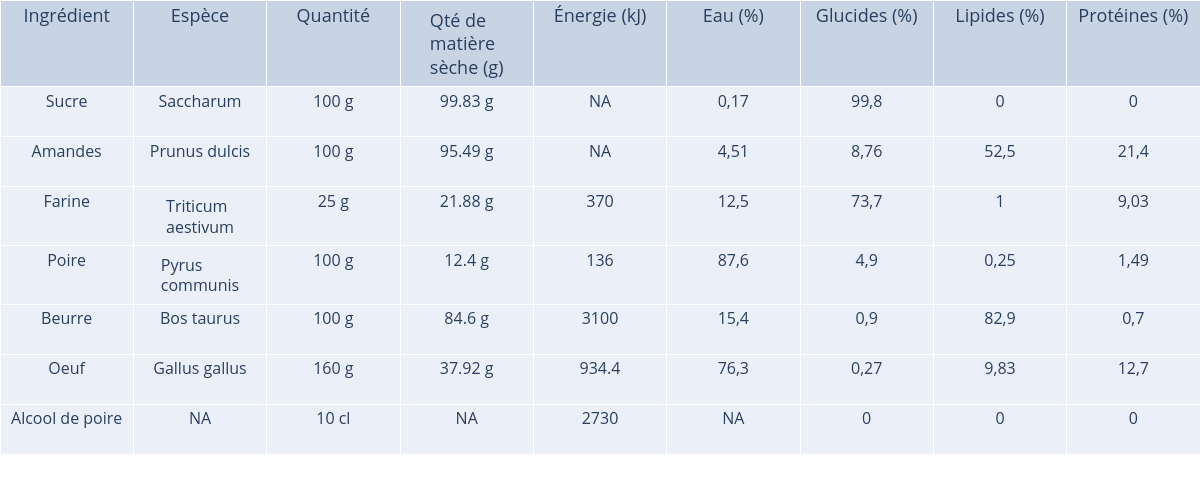 Ingrédient Espèce Quantité Qté de matière sèche (g) Énergie (kJ) Eau (%) Glucides (%) Lipides (%) Protéines (%)
Sucre Saccharum 100 g 99.83 g NA 0,17 99,8 0 0
Amandes Prunus dulcis 100 g 95.49 g NA 4,51 8,76 52,5 21,4
Farine Triticum aestivum 25 g 21.88 g 370 12,5 73,7 1 9,03
Poire Pyrus communis 100 g 12.4 g 136 87,6 4,9 0,25 1,49
Beurre Bos taurus 100 g 84.6 g 3100 15,4 0,9 82,9 0,7
Oeuf Gallus gallus 160 g 37.92 g 934.4 76,3 0,27 9,83 12,7
Alcool de poire NA 10 cl NA 2730 NA 0 0 0